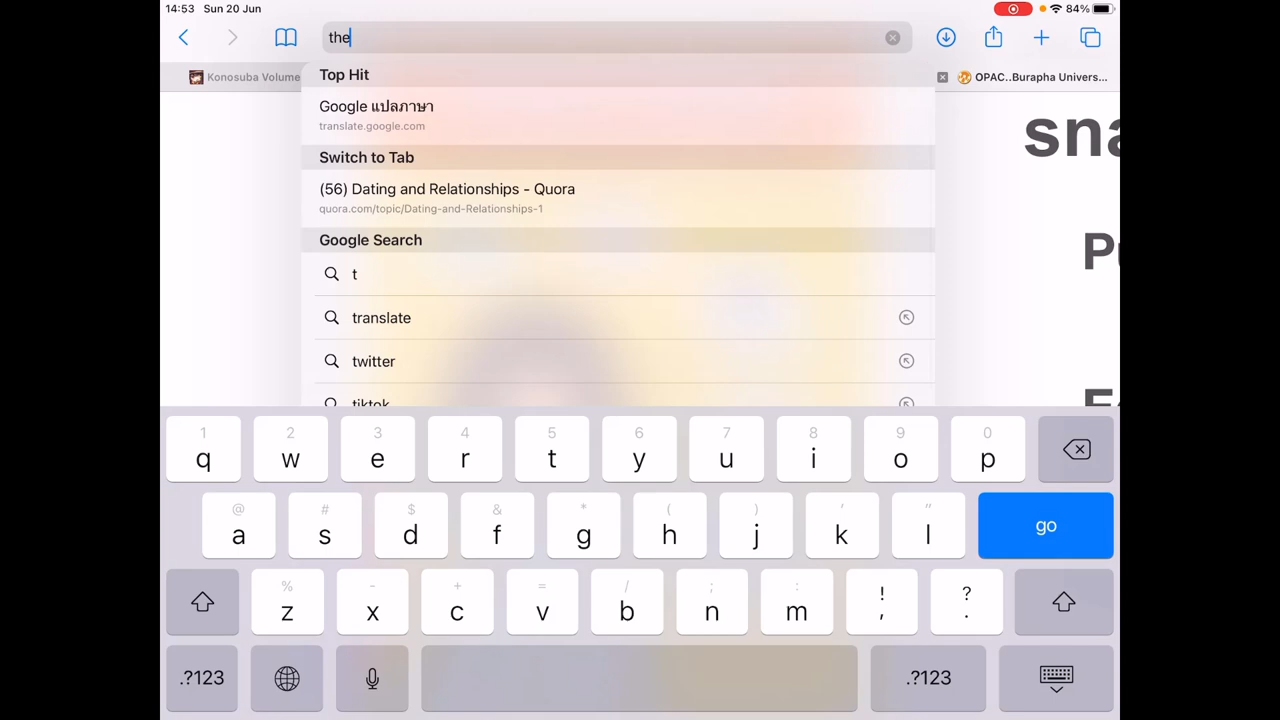 14:53 Sun 20 Jun 84%
the
Konosuba Volume
OPAC..Burapha Univers...
Top Hit
Google แปลภาษา
translate.google.com
Switch to Tab
(56) Dating and Relationships - Quora
quora.com/topic/Dating-and-Relationships-1
Google Search
t
translate
twitter
tiktok
sna
1 2 3 4 5 6 7 8 9 0
q w e r t y u i o p
@ # $ & * ( ) ' "
a s d f g h j k l go
% - + = / ; : ! ?
z x c v b n m , .
.?123 .?123